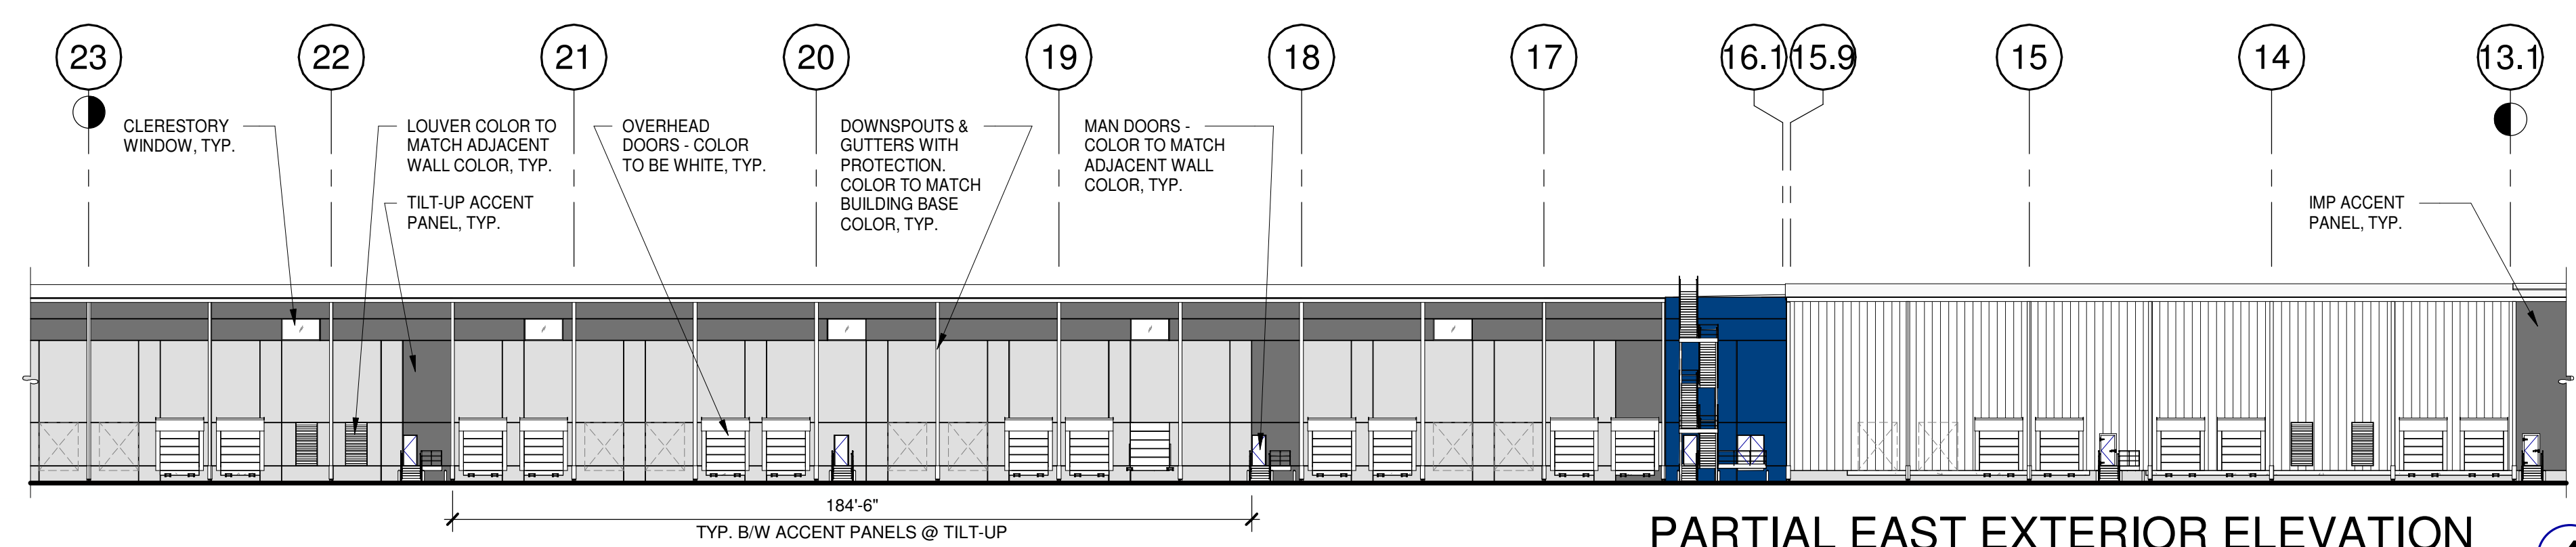 23
22
21
20
19
18
17
16.1
15.9
15
14
13.1
CLERESTORY
WINDOW, TYP.
LOUVER COLOR TO
MATCH ADJACENT
WALL COLOR, TYP.
TILT-UP ACCENT
PANEL, TYP.
OVERHEAD
DOORS - COLOR
TO BE WHITE, TYP.
DOWNSPOUTS &
GUTTERS WITH
PROTECTION.
COLOR TO MATCH
BUILDING BASE
COLOR, TYP.
MAN DOORS -
COLOR TO MATCH
ADJACENT WALL
COLOR, TYP.
IMP ACCENT
PANEL, TYP.
184'-6"
TYP. B/W ACCENT PANELS @ TILT-UP
PARTIAL EAST EXTERIOR ELEVATION